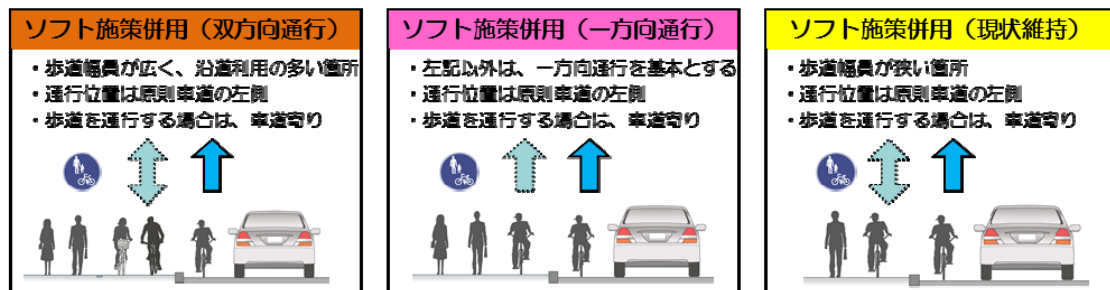 ソフト施策併用（双方向通行）
・歩道幅員が広く、沿道利用の多い箇所
・通行位置は原則車道の左側
・歩道を通行する場合は、車道寄り
ソフト施策併用（一方向通行）
・左記以外は、一方向通行を基本とする
・通行位置は原則車道の左側
・歩道を通行する場合は、車道寄り
ソフト施策併用（現状維持）
・歩道幅員が狭い箇所
・通行位置は原則車道の左側
・歩道を通行する場合は、車道寄り